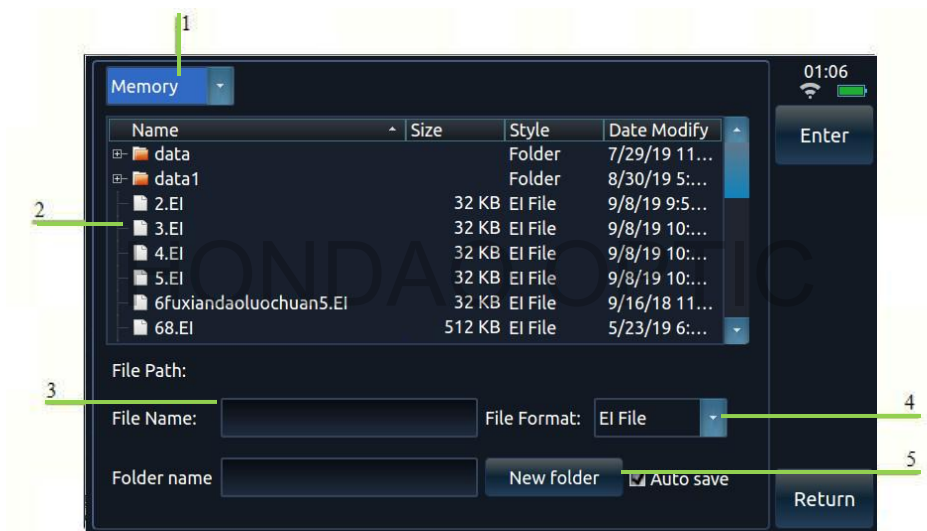 1
Memory
01:06
Name Size Style Date Modify
Enter
data Folder 7/29/19 11...
data1 Folder 8/30/19 5:...
2.EI 32 KB EI File 9/8/19 9:5...
2
3.EI 32 KB EI File 9/8/19 10:...
4.EI 32 KB EI File 9/8/19 10:...
5.EI 32 KB EI File 9/8/19 10:...
6fuxiandaoluochuan5.EI 32 KB EI File 9/16/18 11...
68.EI 512 KB EI File 5/23/19 6:...
File Path:
3
4
File Name: File Format: EI File
5
Folder name New folder Auto save
Return